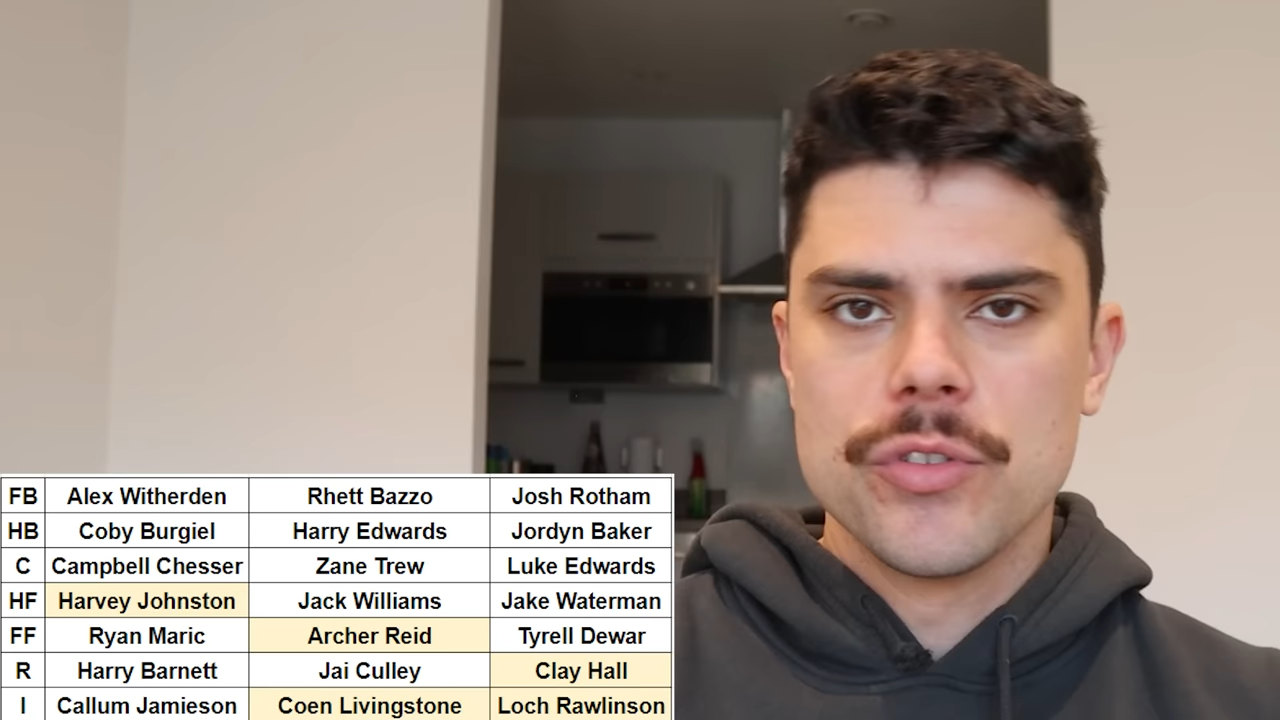 FB Alex Witherden Rhett Bazzo Josh Rotham
HB Coby Burgiel Harry Edwards Jordyn Baker
C Campbell Chesser Zane Trew Luke Edwards
HF Harvey Johnston Jack Williams Jake Waterman
FF Ryan Maric Archer Reid Tyrell Dewar
R Harry Barnett Jai Culley Clay Hall
I Callum Jamieson Coen Livingstone Loch Rawlinson